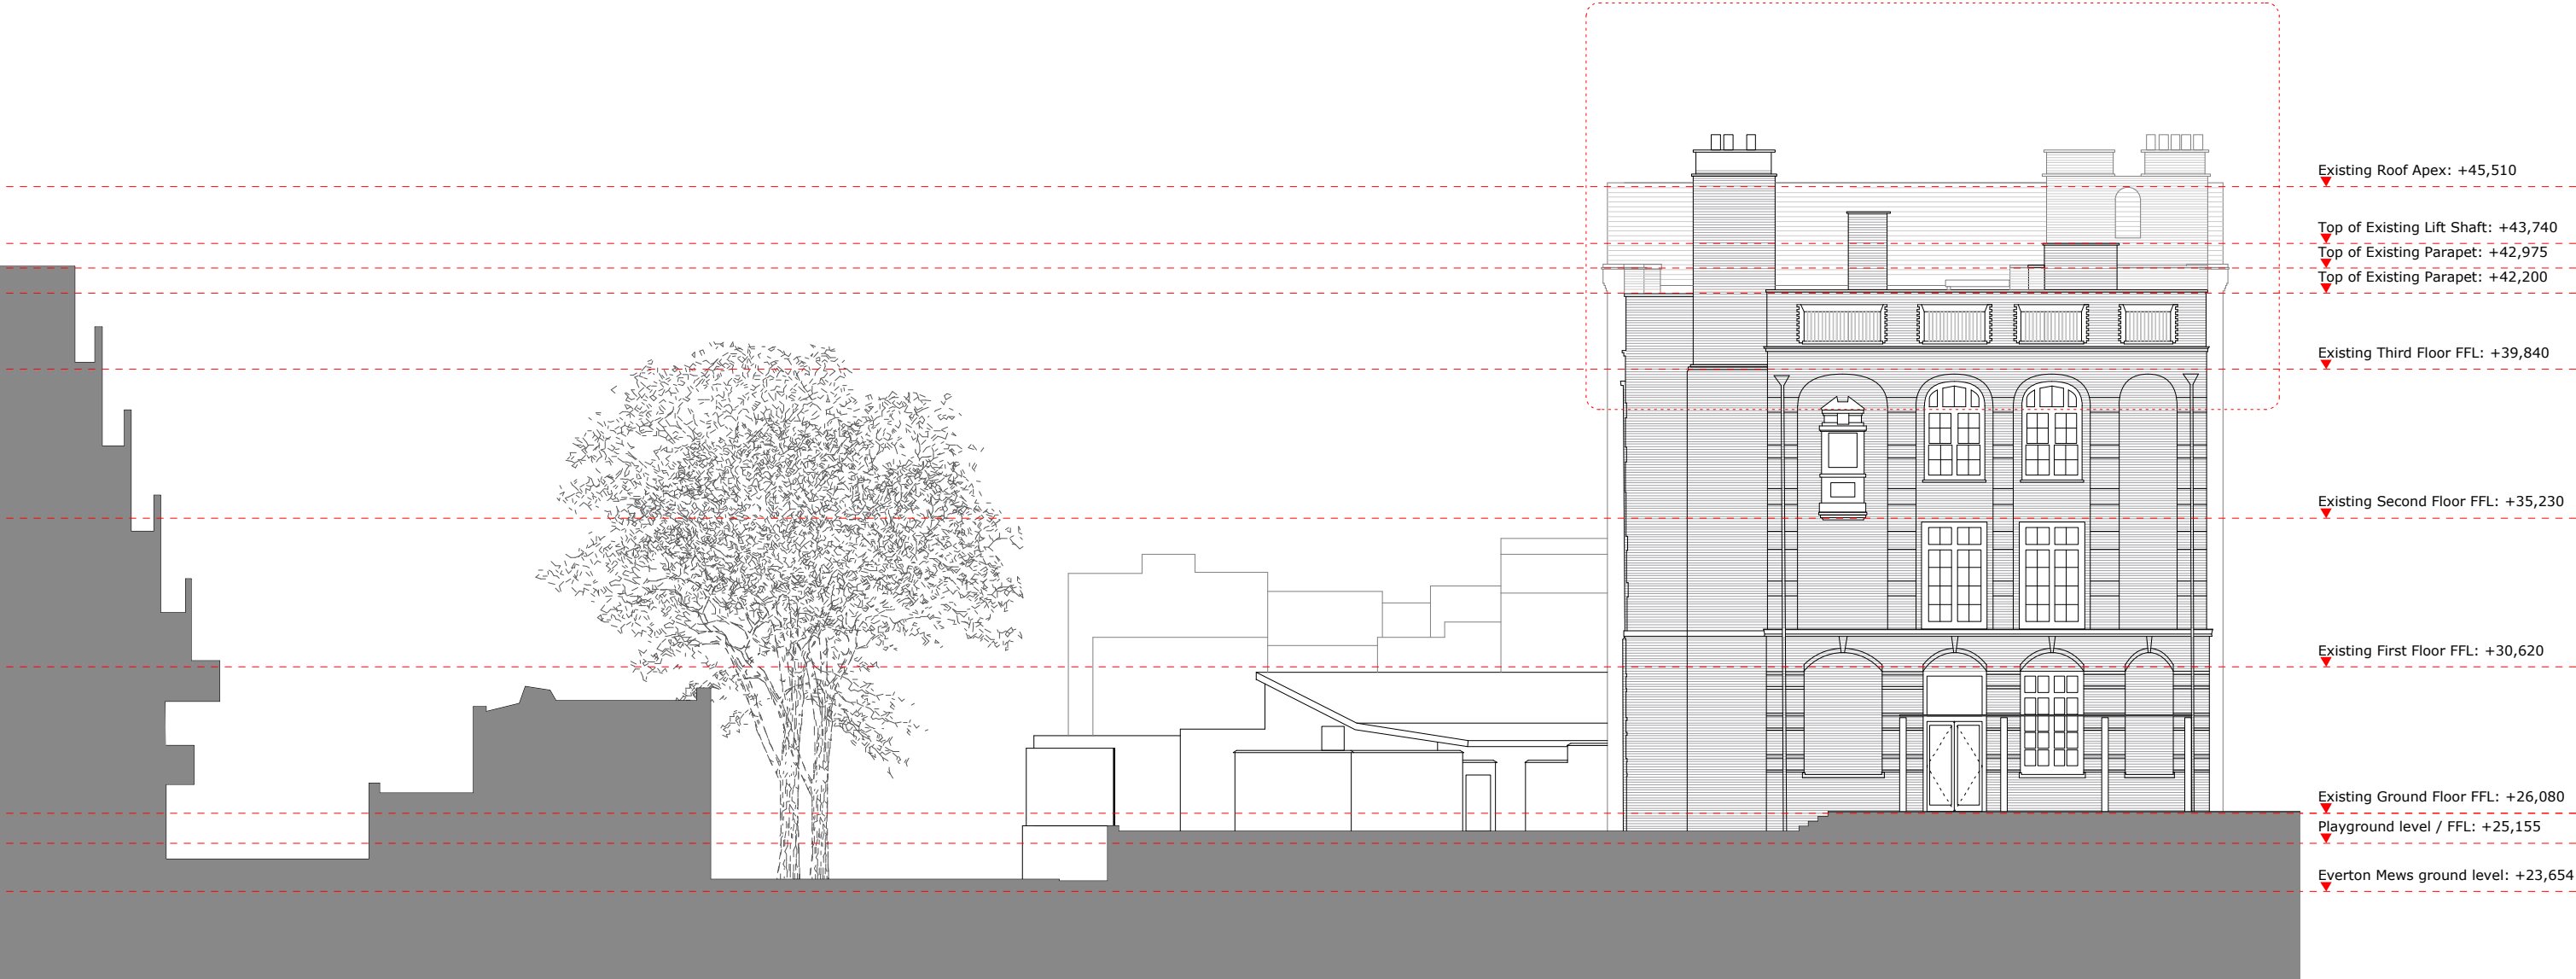 Existing Roof Apex: +45,510
Top of Existing Lift Shaft: +43,740
Top of Existing Parapet: +42,975
Top of Existing Parapet: +42,200
Existing Third Floor FFL: +39,840
Existing Second Floor FFL: +35,230
Existing First Floor FFL: +30,620
Existing Ground Floor FFL: +26,080
Playground level / FFL: +25,155
Everton Mews ground level: +23,654